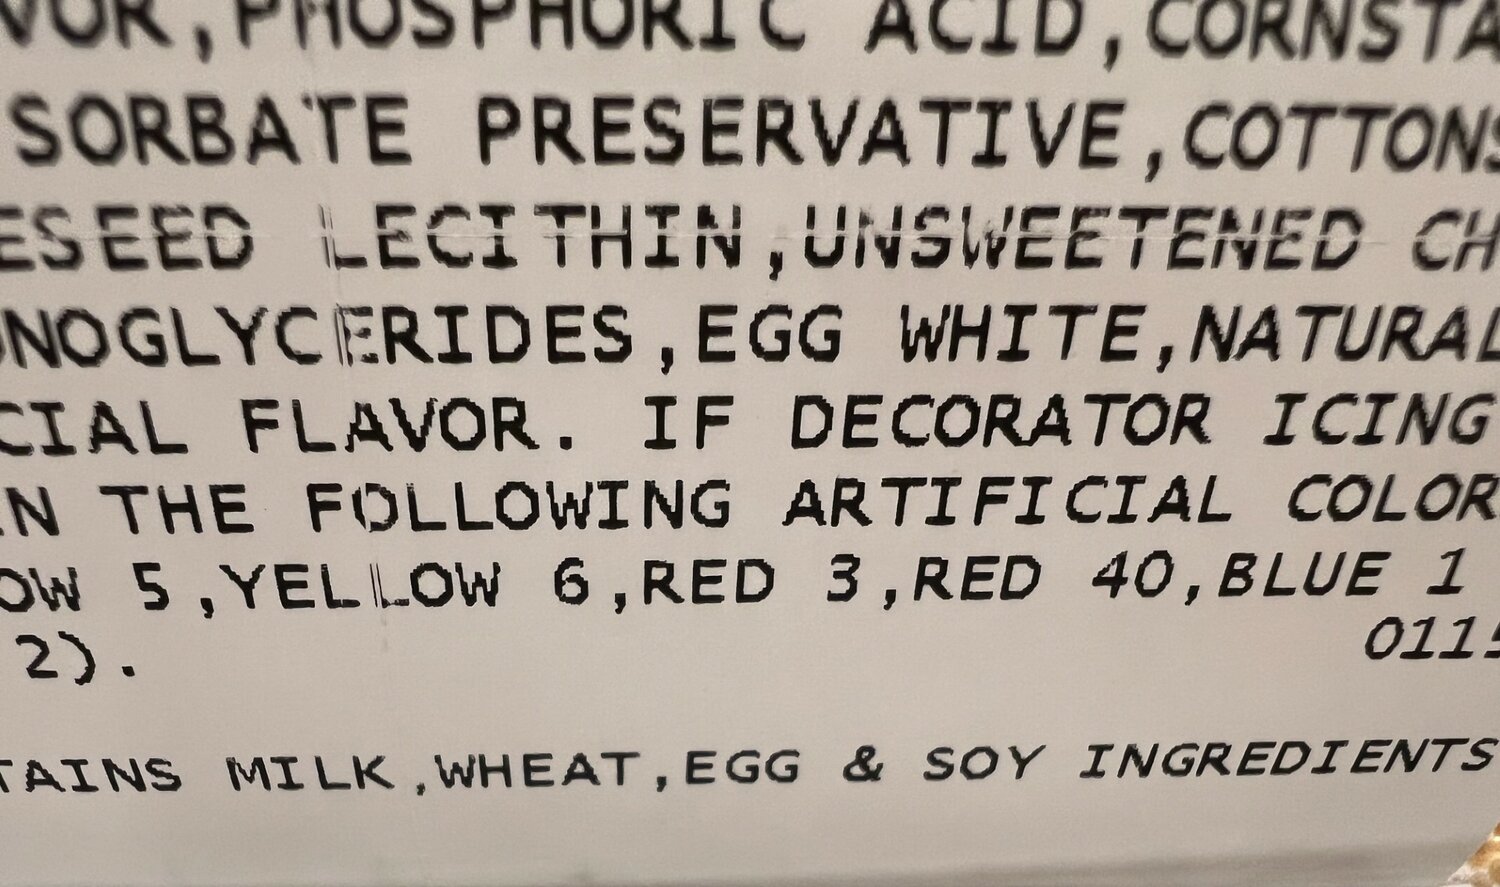 VOR,PHOSPHORIC ACID,CORNSTA
SORBATE PRESERVATIVE,COTTONS
ESEED LECITHIN,UNSWEETENED CH
NOGLYCERIDES,EGG WHITE,NATURAL
CIAL FLAVOR. IF DECORATOR ICING
N THE FOLLOWING ARTIFICIAL COLOR
OW 5,YELLOW 6,RED 3,RED 40,BLUE 1
2).
0115
TAINS MILK,WHEAT,EGG & SOY INGREDIENTS